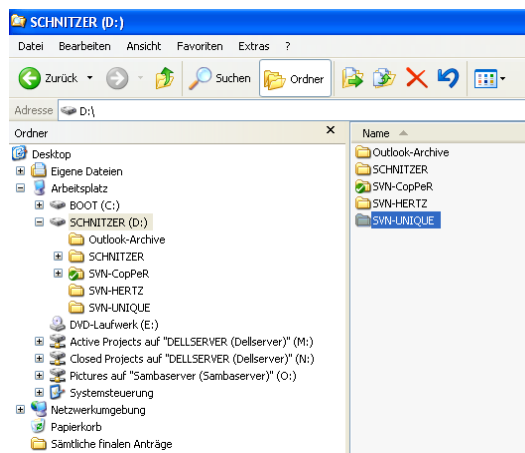 SCHNITZER (D:)
Datei Bearbeiten Ansicht Favoriten Extras ?
Zurück Suchen Ordner
Adresse D:\
Ordner
Desktop
Eigene Dateien
Arbeitsplatz
BOOT (C:)
SCHNITZER (D:)
Outlook-Archive
SCHNITZER
SVN-CopPeR
SVN-HERTZ
SVN-UNIQUE
DVD-Laufwerk (E:)
Active Projects auf "DELLSERVER (Dellserver)" (M:)
Closed Projects auf "DELLSERVER (Dellserver)" (N:)
Pictures auf "Sambaserver (Sambaserver)" (O:)
Systemsteuerung
Netzwerkumgebung
Papierkorb
Sämtliche finalen Anträge
Name
Outlook-Archive
SCHNITZER
SVN-CopPeR
SVN-HERTZ
SVN-UNIQUE